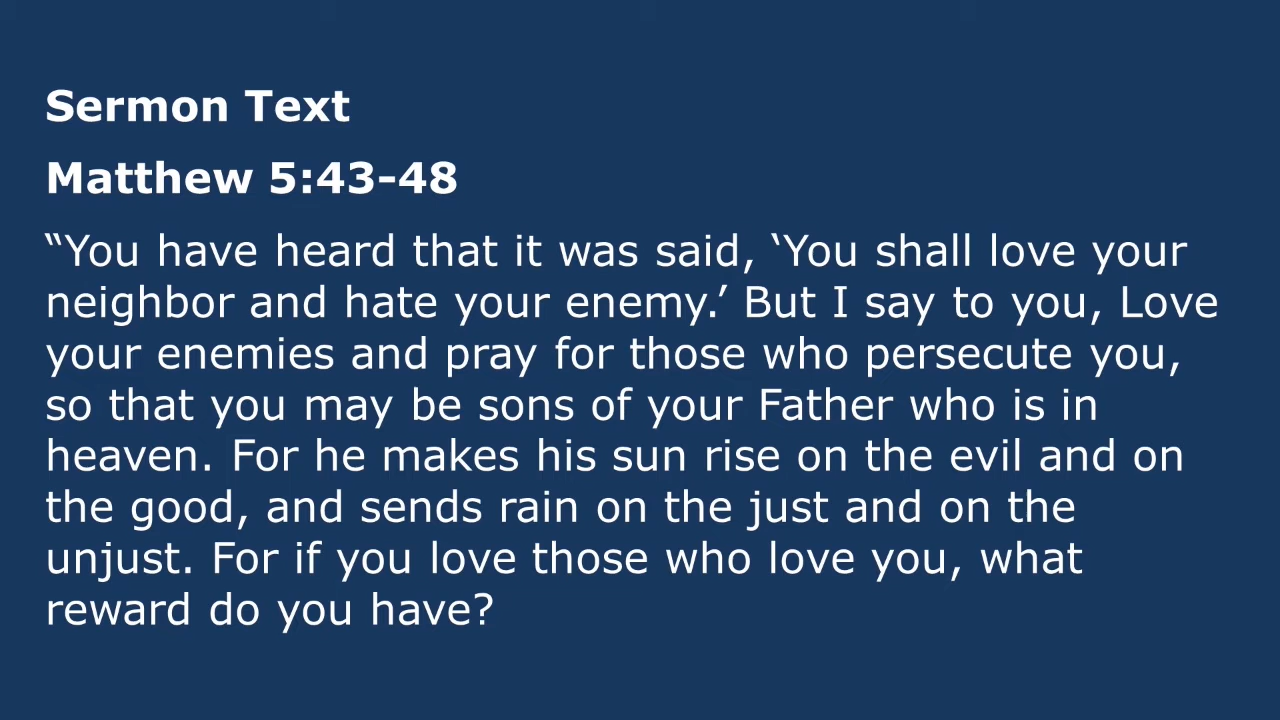 Sermon Text
Matthew 5:43-48
“You have heard that it was said, ‘You shall love your
neighbor and hate your enemy.’ But I say to you, Love
your enemies and pray for those who persecute you,
so that you may be sons of your Father who is in
heaven. For he makes his sun rise on the evil and on
the good, and sends rain on the just and on the
unjust. For if you love those who love you, what
reward do you have?